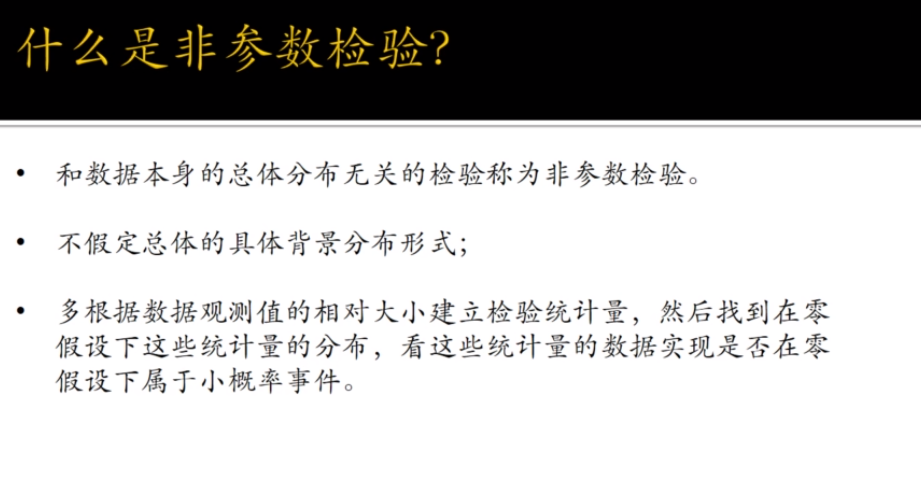 什么是非参数检验?
• 和数据本身的总体分布无关的检验称为非参数检验。
• 不假定总体的具体背景分布形式;
• 多根据数据观测值的相对大小建立检验统计量，然后找到在零
假设下这些统计量的分布，看这些统计量的数据实现是否在零
假设下属于小概率事件。